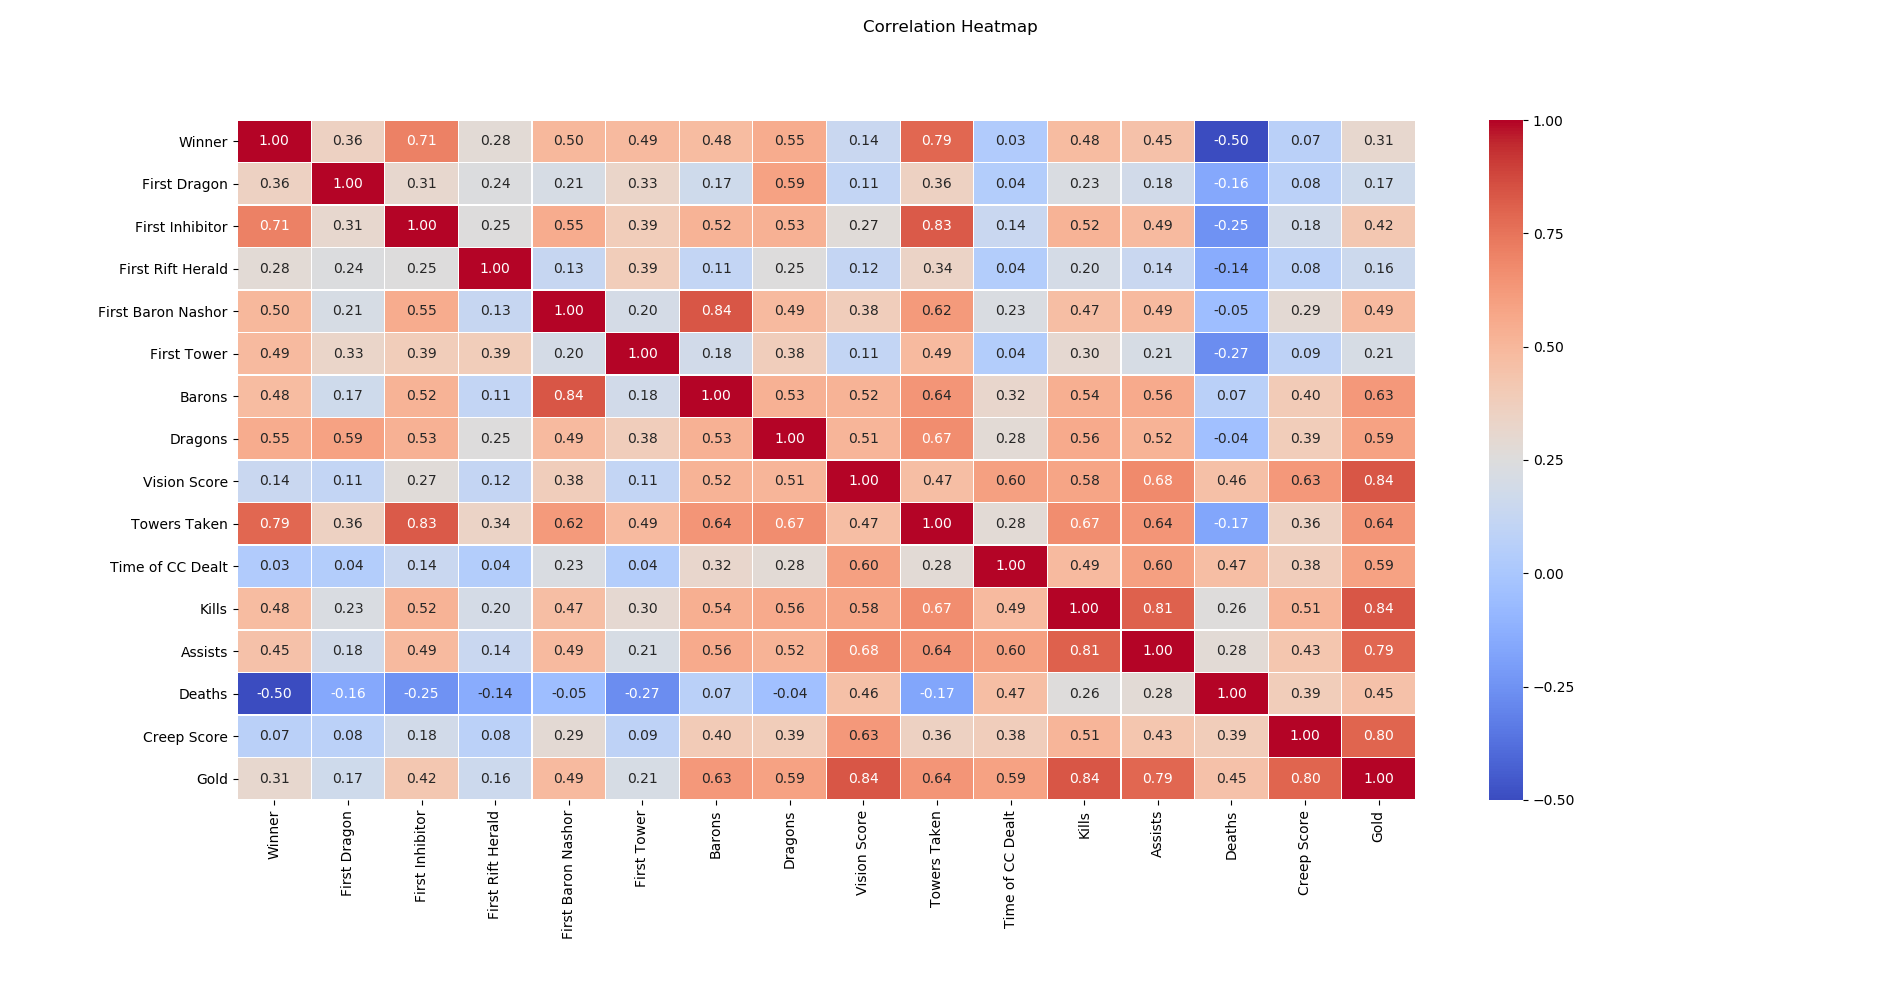 Correlation Heatmap
Winner 1.00 0.36 0.71 0.28 0.50 0.49 0.48 0.55 0.14 0.79 0.03 0.48 0.45 -0.50 0.07 0.31
First Dragon 0.36 1.00 0.31 0.24 0.21 0.33 0.17 0.59 0.11 0.36 0.04 0.23 0.18 -0.16 0.08 0.17
First Inhibitor 0.71 0.31 1.00 0.25 0.55 0.39 0.52 0.53 0.27 0.83 0.14 0.52 0.49 -0.25 0.18 0.42
First Rift Herald 0.28 0.24 0.25 1.00 0.13 0.39 0.11 0.25 0.12 0.34 0.04 0.20 0.14 -0.14 0.08 0.16
First Baron Nashor 0.50 0.21 0.55 0.13 1.00 0.20 0.84 0.49 0.38 0.62 0.23 0.47 0.49 -0.05 0.29 0.49
First Tower 0.49 0.33 0.39 0.39 0.20 1.00 0.18 0.38 0.11 0.49 0.04 0.30 0.21 -0.27 0.09 0.21
Barons 0.48 0.17 0.52 0.11 0.84 0.18 1.00 0.53 0.52 0.64 0.32 0.54 0.56 0.07 0.40 0.63
Dragons 0.55 0.59 0.53 0.25 0.49 0.38 0.53 1.00 0.51 0.67 0.28 0.56 0.52 -0.04 0.39 0.59
Vision Score 0.14 0.11 0.27 0.12 0.38 0.11 0.52 0.51 1.00 0.47 0.60 0.58 0.68 0.46 0.63 0.84
Towers Taken 0.79 0.36 0.83 0.34 0.62 0.49 0.64 0.67 0.47 1.00 0.28 0.67 0.64 -0.17 0.36 0.64
Time of CC Dealt 0.03 0.04 0.14 0.04 0.23 0.04 0.32 0.28 0.60 0.28 1.00 0.49 0.60 0.47 0.38 0.59
Kills 0.48 0.23 0.52 0.20 0.47 0.30 0.54 0.56 0.58 0.67 0.49 1.00 0.81 0.26 0.51 0.84
Assists 0.45 0.18 0.49 0.14 0.49 0.21 0.56 0.52 0.68 0.64 0.60 0.81 1.00 0.28 0.43 0.79
Deaths -0.50 -0.16 -0.25 -0.14 -0.05 -0.27 0.07 -0.04 0.46 -0.17 0.47 0.26 0.28 1.00 0.39 0.45
Creep Score 0.07 0.08 0.18 0.08 0.29 0.09 0.40 0.39 0.63 0.36 0.38 0.51 0.43 0.39 1.00 0.80
Gold 0.31 0.17 0.42 0.16 0.49 0.21 0.63 0.59 0.84 0.64 0.59 0.84 0.79 0.45 0.80 1.00
Winner
First Dragon
First Inhibitor
First Rift Herald
First Baron Nashor
First Tower
Barons
Dragons
Vision Score
Towers Taken
Time of CC Dealt
Kills
Assists
Deaths
Creep Score
Gold
1.00
0.75
0.50
0.25
0.00
−0.25
−0.50